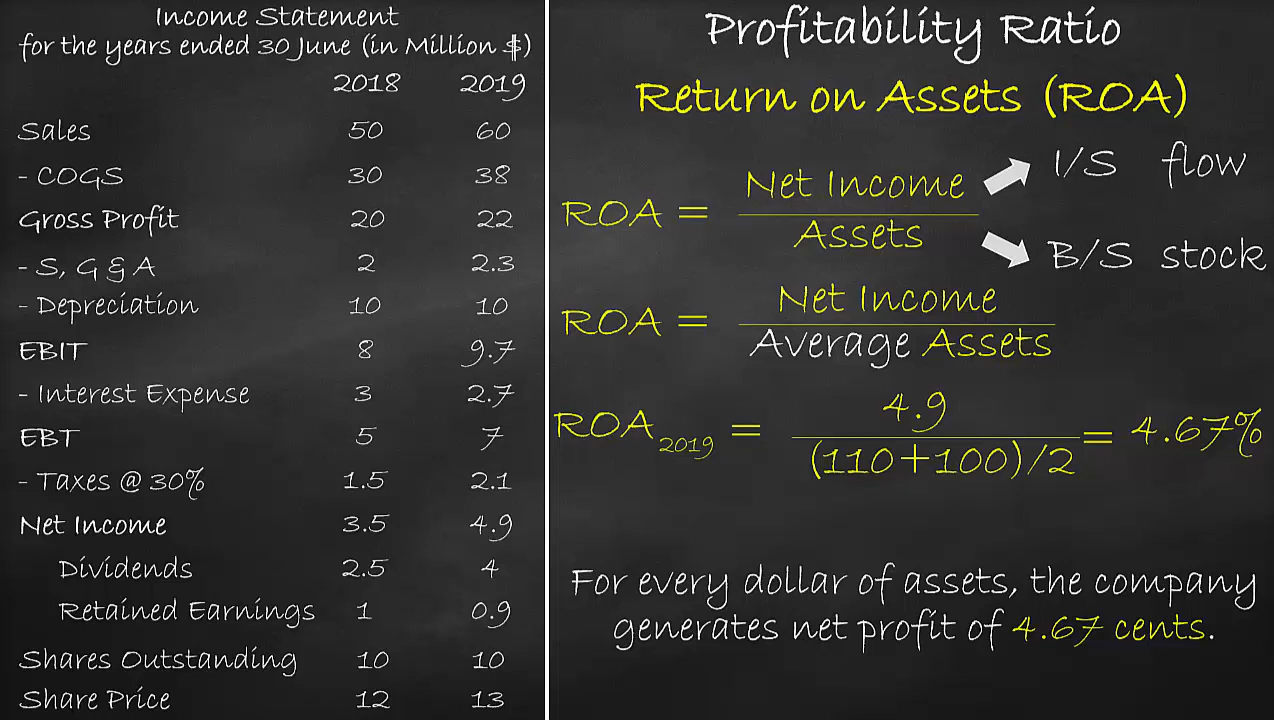 Income Statement
for the years ended 30 June (in Million $)
2018 2019
Sales 50 60
- COGS 30 38
Gross Profit 20 22
- S, G & A 2 2.3
- Depreciation 10 10
EBIT 8 9.7
- Interest Expense 3 2.7
EBT 5 7
- Taxes @ 30% 1.5 2.1
Net Income 3.5 4.9
Dividends 2.5 4
Retained Earnings 1 0.9
Shares Outstanding 10 10
Share Price 12 13
Profitability Ratio
Return on Assets (ROA)
I/S flow
Net Income
ROA =
Assets
B/S stock
Net Income
ROA =
Average Assets
4.9
ROA 2019 = = 4.67%
(110+100)/2
For every dollar of assets, the company
generates net profit of 4.67 cents.